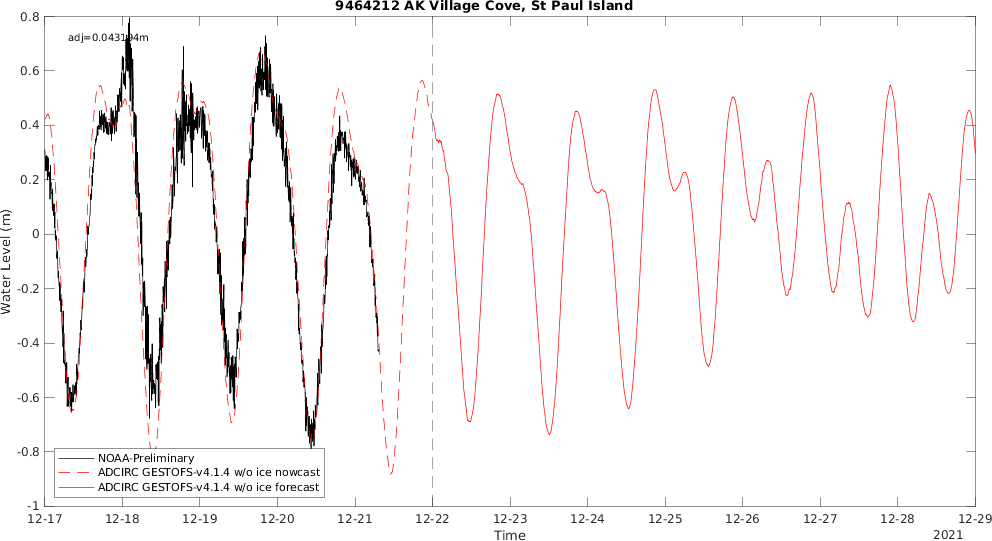 9464212 AK Village Cove, St Paul Island
adj=0.043194m
Water Level (m)
0.8
0.6
0.4
0.2
0
-0.2
-0.4
-0.6
-0.8
-1
NOAA-Preliminary
ADCIRC GESTOFS-v4.1.4 w/o ice nowcast
ADCIRC GESTOFS-v4.1.4 w/o ice forecast
12-17 12-18 12-19 12-20 12-21 12-22 12-23 12-24 12-25 12-26 12-27 12-28 12-29
Time
2021